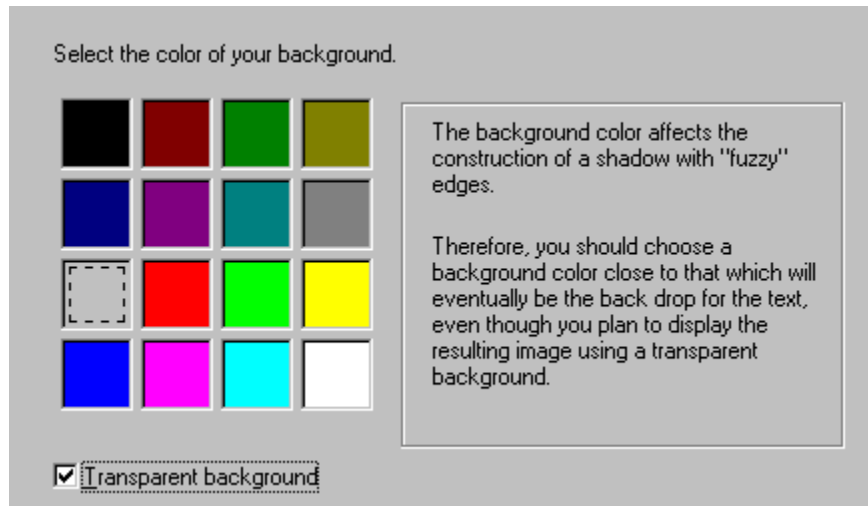 Select the color of your background.
The background color affects the
construction of a shadow with "fuzzy"
edges.
Therefore, you should choose a
background color close to that which will
eventually be the back drop for the text,
even though you plan to display the
resulting image using a transparent
background.
Transparent background